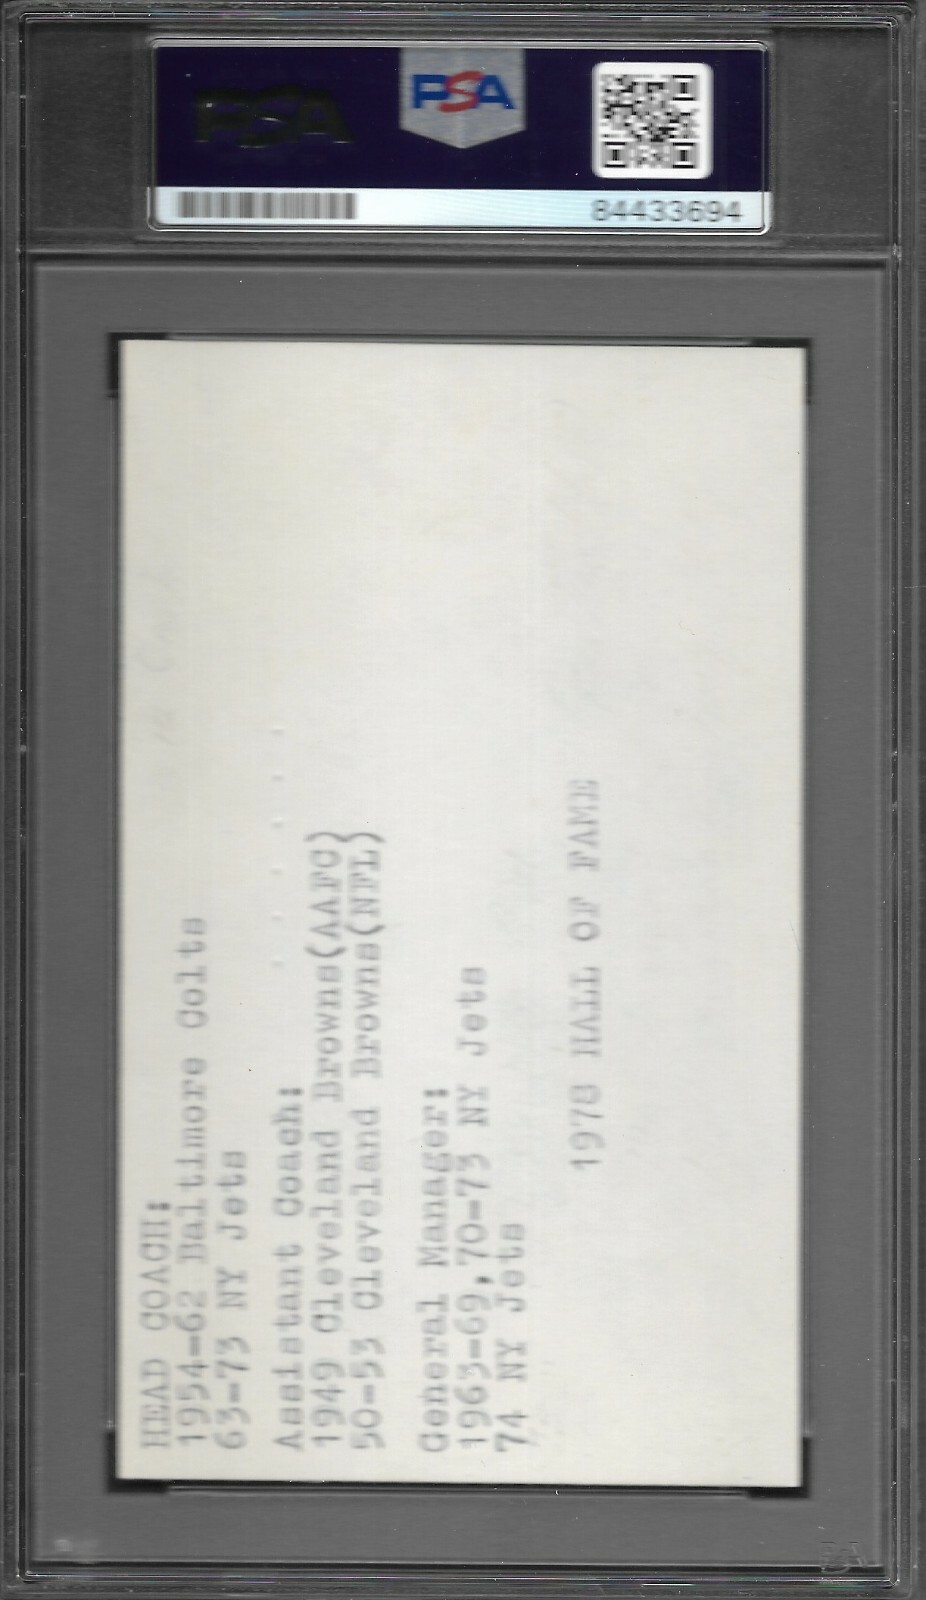 PSA
PSA
84433694
HEAD COACH:
1954-62 Baltimore Colts
63-73 NY Jets
Assistant Coach:
1949 Cleveland Browns(AAFC)
50-53 Cleveland Browns(NFL)
General Manager:
1963-69,70-73 NY Jets
74 NY Jets
1978 HALL OF FAME
PSA